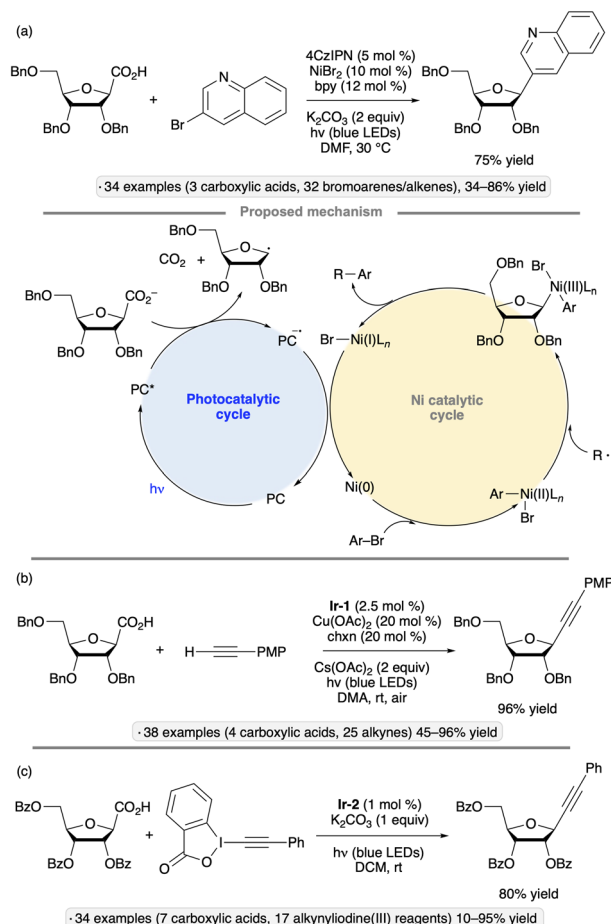 (a)
BnO
O
CO₂H
BnO
OBn
+
Br
N
4CzIPN (5 mol %)
NiBr₂ (10 mol %)
bpy (12 mol %)
K₂CO₃ (2 equiv)
hν (blue LEDs)
DMF, 30 °C
N
BnO
O
BnO
OBn
75% yield
· 34 examples (3 carboxylic acids, 32 bromoarenes/alkenes), 34–86% yield
Proposed mechanism
CO₂ +
BnO
O
·
BnO
OBn
BnO
O
CO₂⁻
BnO
OBn
PC⁻•
PC*
Photocatalytic
cycle
hν
PC
R–Ar
Br–Ni(I)Lₙ
OBn
Br
Ni(III)Lₙ
Ar
O
BnO
OBn
Ni catalytic
cycle
R ·
Ni(0)
Ar–Ni(II)Lₙ
Br
Ar–Br
(b)
BnO
O
CO₂H
BnO
OBn
+
H
PMP
Ir-1 (2.5 mol %)
Cu(OAc)₂ (20 mol %)
chxn (20 mol %)
Cs(OAc)₂ (2 equiv)
hν (blue LEDs)
DMA, rt, air
PMP
BnO
O
BnO
OBn
96% yield
· 38 examples (4 carboxylic acids, 25 alkynes) 45–96% yield
(c)
BzO
O
CO₂H
BzO
OBz
+
I
Ph
O
O
Ir-2 (1 mol %)
K₂CO₃ (1 equiv)
hν (blue LEDs)
DCM, rt
Ph
BzO
O
BzO
OBz
80% yield
· 34 examples (7 carboxylic acids, 17 alkynyliodine(III) reagents) 10–95% yield